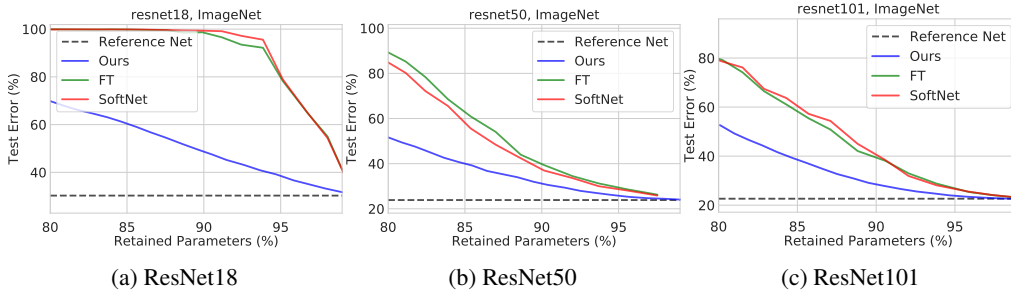 resnet18, ImageNet
100
80
60
40
Test Error (%)
Reference Net
Ours
FT
SoftNet
80
85
90
95
Retained Parameters (%)
(a) ResNet18
resnet50, ImageNet
100
80
60
40
20
Test Error (%)
Reference Net
Ours
FT
SoftNet
80
85
90
95
Retained Parameters (%)
(b) ResNet50
resnet101, ImageNet
80
60
40
20
Test Error (%)
Reference Net
Ours
FT
SoftNet
80
85
90
95
Retained Parameters (%)
(c) ResNet101